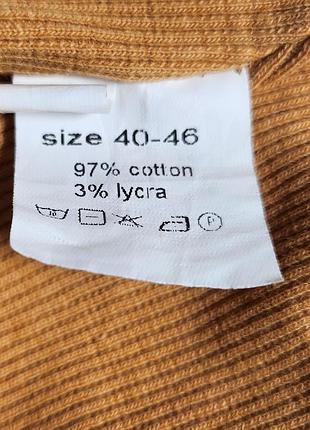 size 40-46
97% cotton
3% lycra
P